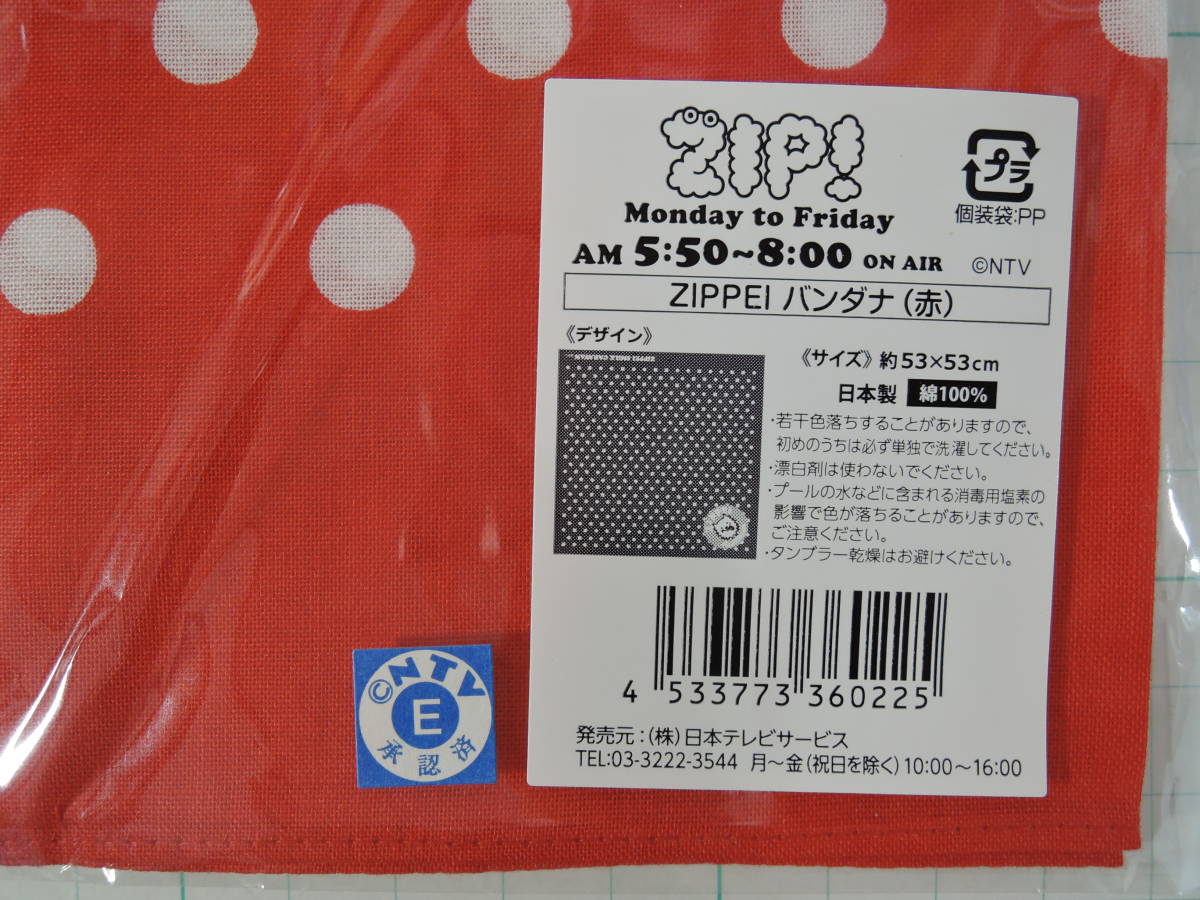 ZIP!
Monday to Friday
AM 5:50~8:00 ON AIR ©NTV
プラ
個装袋:PP
ZIPPEI バンダナ(赤)
《デザイン》
《サイズ》約53×53cm
日本製 綿100%
・若干色落ちすることがありますので、
初めのうちは必ず単独で洗濯してください。
・漂白剤は使わないでください。
・プールの水などに含まれる消毒用塩素の
影響で色が落ちることがありますので、
ご注意ください。
・タンブラー乾燥はお避けください。
4 533773 360225
発売元:(株)日本テレビサービス
TEL:03-3222-3544 月~金(祝日を除く)10:00~16:00
©NTV
E
承認済